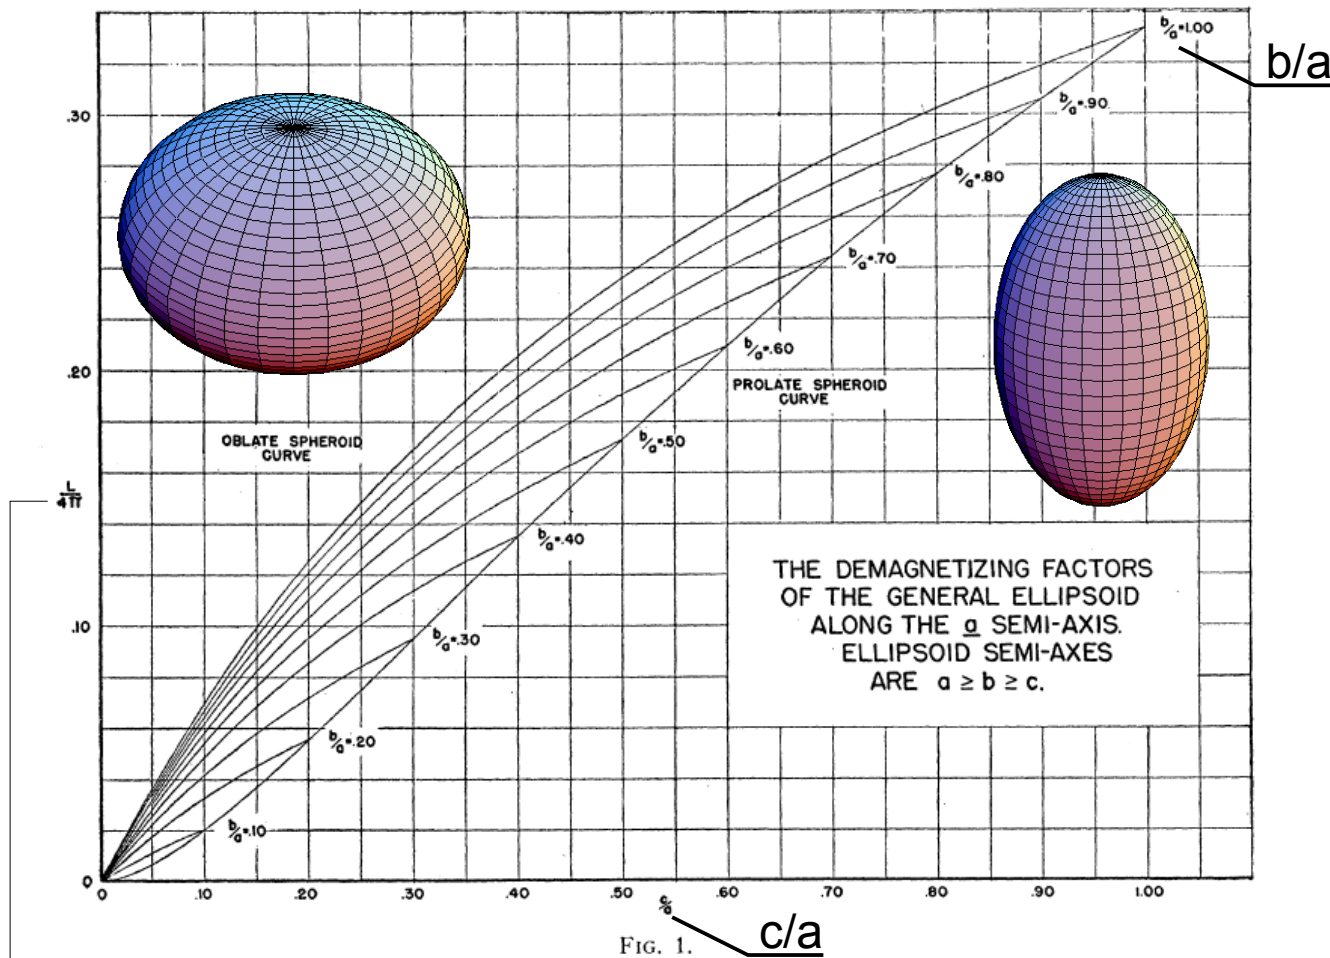 b/a=1.00
b/a
b/a=.90
.30
b/a=.80
b/a=.70
b/a=.60
.20
PROLATE SPHEROID
CURVE
OBLATE SPHEROID
CURVE
b/a=.50
L/4π
b/a=.40
THE DEMAGNETIZING FACTORS
OF THE GENERAL ELLIPSOID
ALONG THE a SEMI-AXIS.
ELLIPSOID SEMI-AXES
ARE a ≥ b ≥ c.
.10
b/a=.30
b/a=.20
b/a=.10
0
0 .10 .20 .30 .40 .50 .60 .70 .80 .90 1.00
c/a
c/a
FIG. 1.